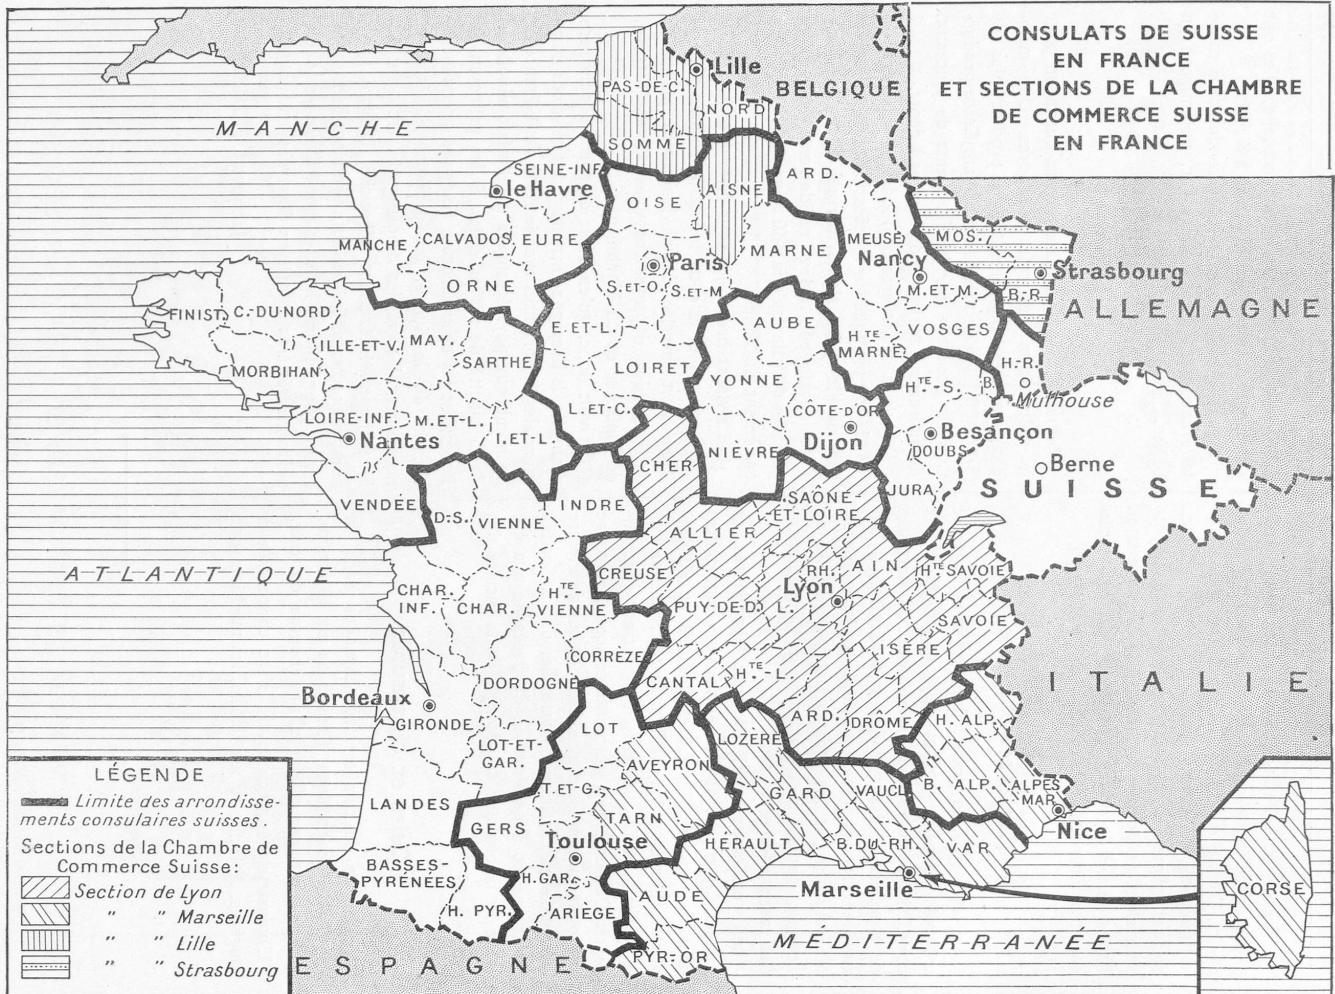 CONSULATS DE SUISSE
EN FRANCE
ET SECTIONS DE LA CHAMBRE
DE COMMERCE SUISSE
EN FRANCE
Lille
PAS-DE-C.
NORD
BELGIQUE
MANCHE
SOMME
SEINE-INF.
le Havre
AISNE
ARD.
OISE
MANCHE
CALVADOS
EURE
MARNE
MEUSE
MOS.
Nancy
Paris
Strasbourg
ORNE
S.ET-O.
S.ET-M
M.ET-M.
B.-R.
ALLEMAGNE
FINIST.
C.-DU-NORD
ILLE-ET-V.
MAY.
SARTHE
E.ET-L.
AUBE
VOSGES
HTE-
MARNE
MORBIHAN
LOIRET
YONNE
HTE-S.
B.
H.-R.
Mulhouse
LOIRE-INF.
M.ET-L.
I.ET-L.
L.ET-C.
CÔTE-D'OR
Nantes
Dijon
Besançon
DOUBS
CHER
NIÈVRE
Berne
SUISSE
VENDÉE
D.-S.
VIENNE
INDRE
SAÔNE-
ET-LOIRE
JURA
ALLIER
ATLANTIQUE
CREUSE
RH.
AIN
HTE SAVOIE
CHAR.
INF.
CHAR.
HTE-
VIENNE
PUY-DE-D.
L.
Lyon
SAVOIE
CORRÈZE
ISÈRE
DORDOGNE
CANTAL
HTE-L.
ITALIE
Bordeaux
GIRONDE
LOT
ARD.
DRÔME
H. ALP.
LOT-ET-
GAR.
LOZÈRE
AVEYRON
LANDES
T.ET-G.
GARD
VAUCL.
B. ALP.
ALPES
MAR.
GERS
TARN
Nice
Toulouse
HÉRAULT
B.DU-RH.
VAR
BASSES-
PYRÉNÉES
H.GAR.
Marseille
AUDE
CORSE
H. PYR.
ARIÈGE
MÉDITERRANÉE
PYR-OR
ESPAGNE
LÉGENDE
Limite des arrondisse-
ments consulaires suisses.
Sections de la Chambre de
Commerce Suisse:
Section de Lyon
" " Marseille
" " Lille
" " Strasbourg